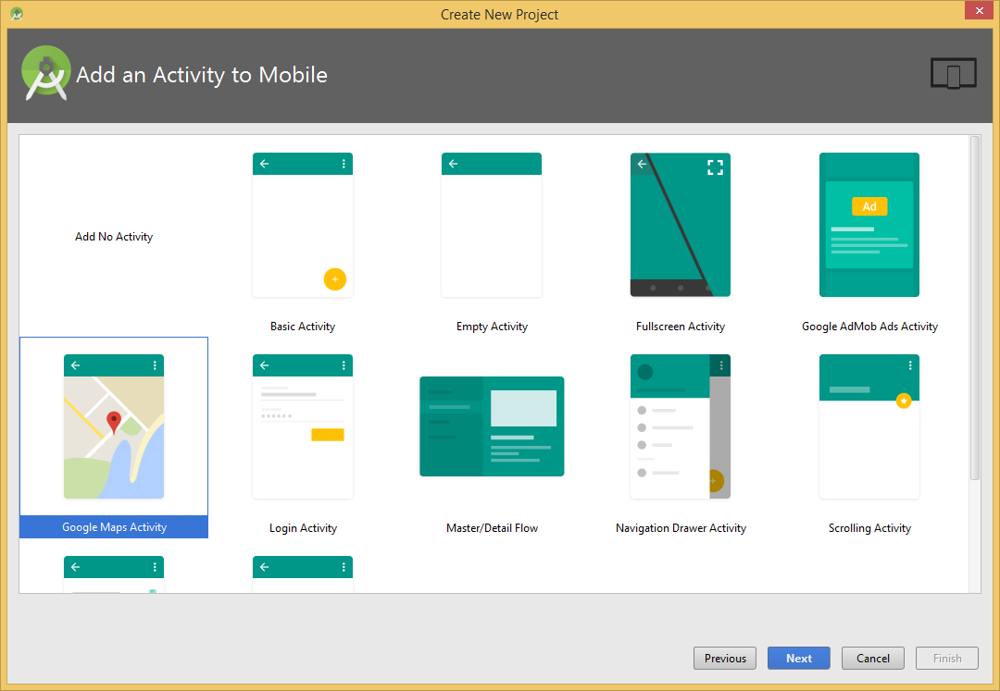 Create New Project
Add an Activity to Mobile
Add No Activity
Ad
Basic Activity
Empty Activity
Fullscreen Activity
Google AdMob Ads Activity
Google Maps Activity
Login Activity
Master/Detail Flow
Navigation Drawer Activity
Scrolling Activity
Previous
Next
Cancel
Finish